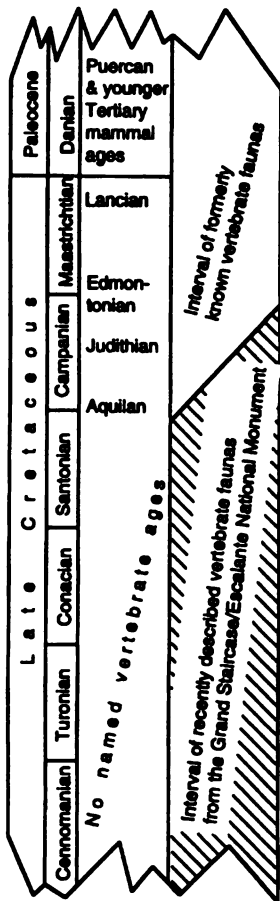 Paleocene
Late Cretaceous
Danian
Maastrichtian
Campanian
Santonian
Conacian
Turonian
Cennomanian
Puercan
& younger
Tertiary
mammal
ages
Lancian
Edmon-
tonian
Judithian
Aquilan
No named vertebrate ages
Interval of formerly
known vertebrate faunas
Interval of recently described vertebrate faunas
from the Grand Staircase/Escalante National Monument